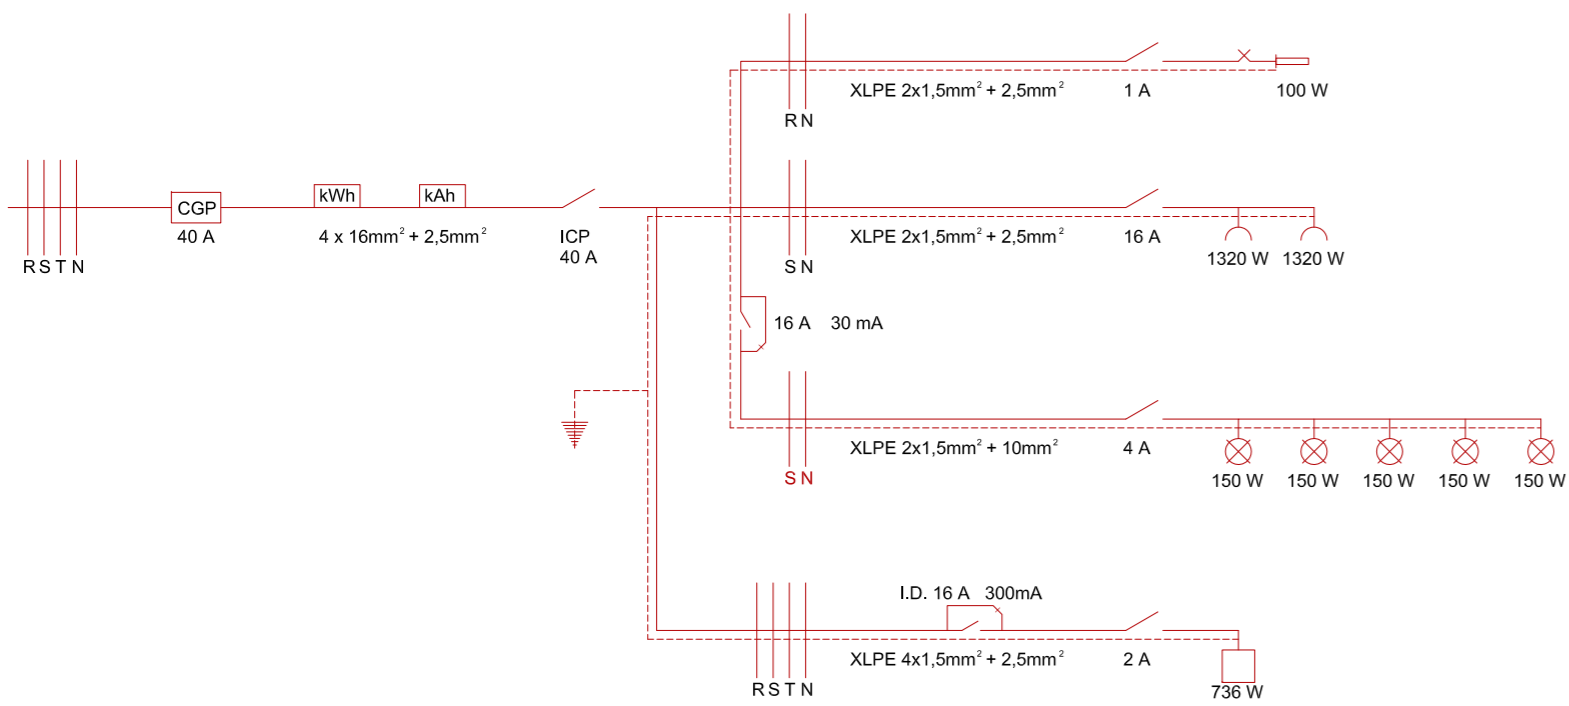 R N
XLPE 2x1,5mm² + 2,5mm²
1 A
100 W
R S T N
CGP
40 A
kWh
kAh
4 x 16mm² + 2,5mm²
ICP
40 A
S N
XLPE 2x1,5mm² + 2,5mm²
16 A
1320 W
1320 W
16 A 30 mA
S N
XLPE 2x1,5mm² + 10mm²
4 A
150 W
150 W
150 W
150 W
150 W
I.D. 16 A 300mA
R S T N
XLPE 4x1,5mm² + 2,5mm²
2 A
736 W